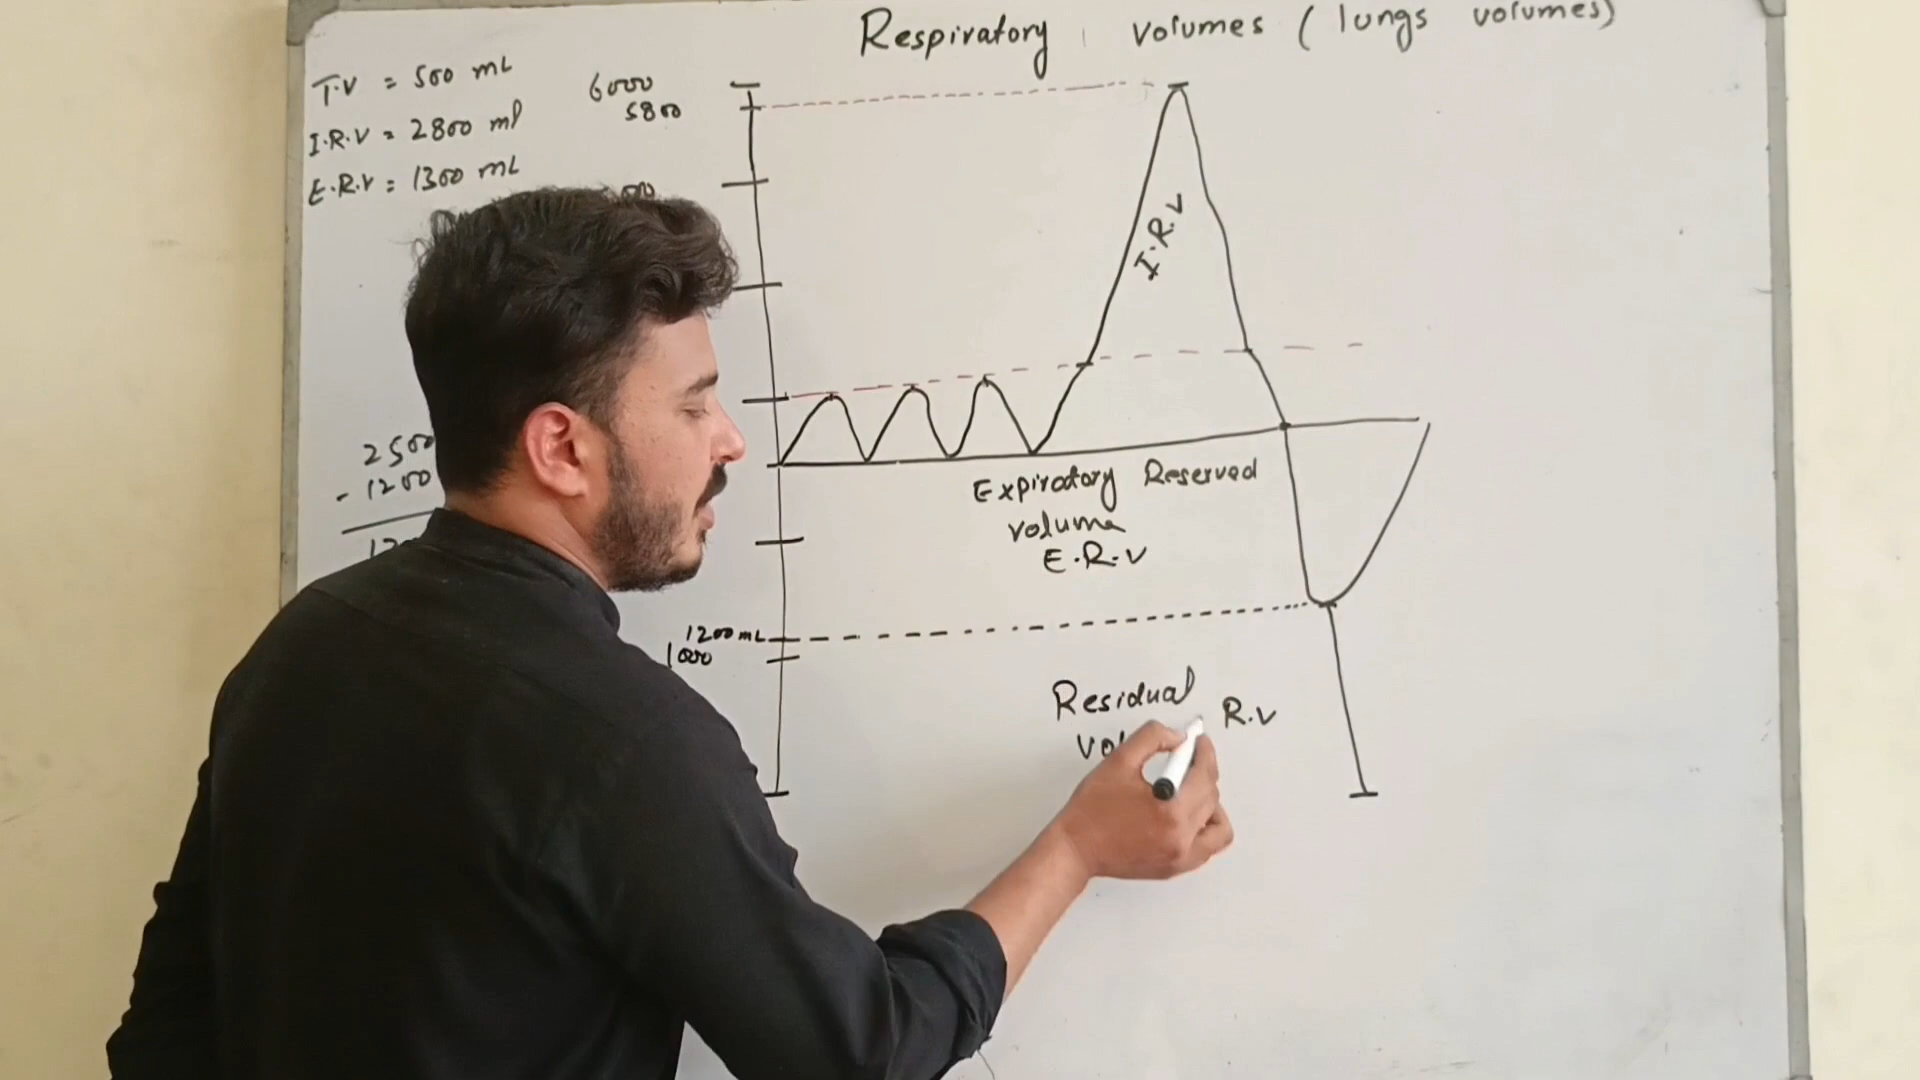 Respiratory volumes ( lungs volumes)
T.V = 500 mL
I.R.V = 2800 ml
E.R.V = 1300 mL
6000
5800
I.R.V
2500
- 1200
Expiratory Reserved
volume
E.R.V
1200 mL
1000
Residual
R.V